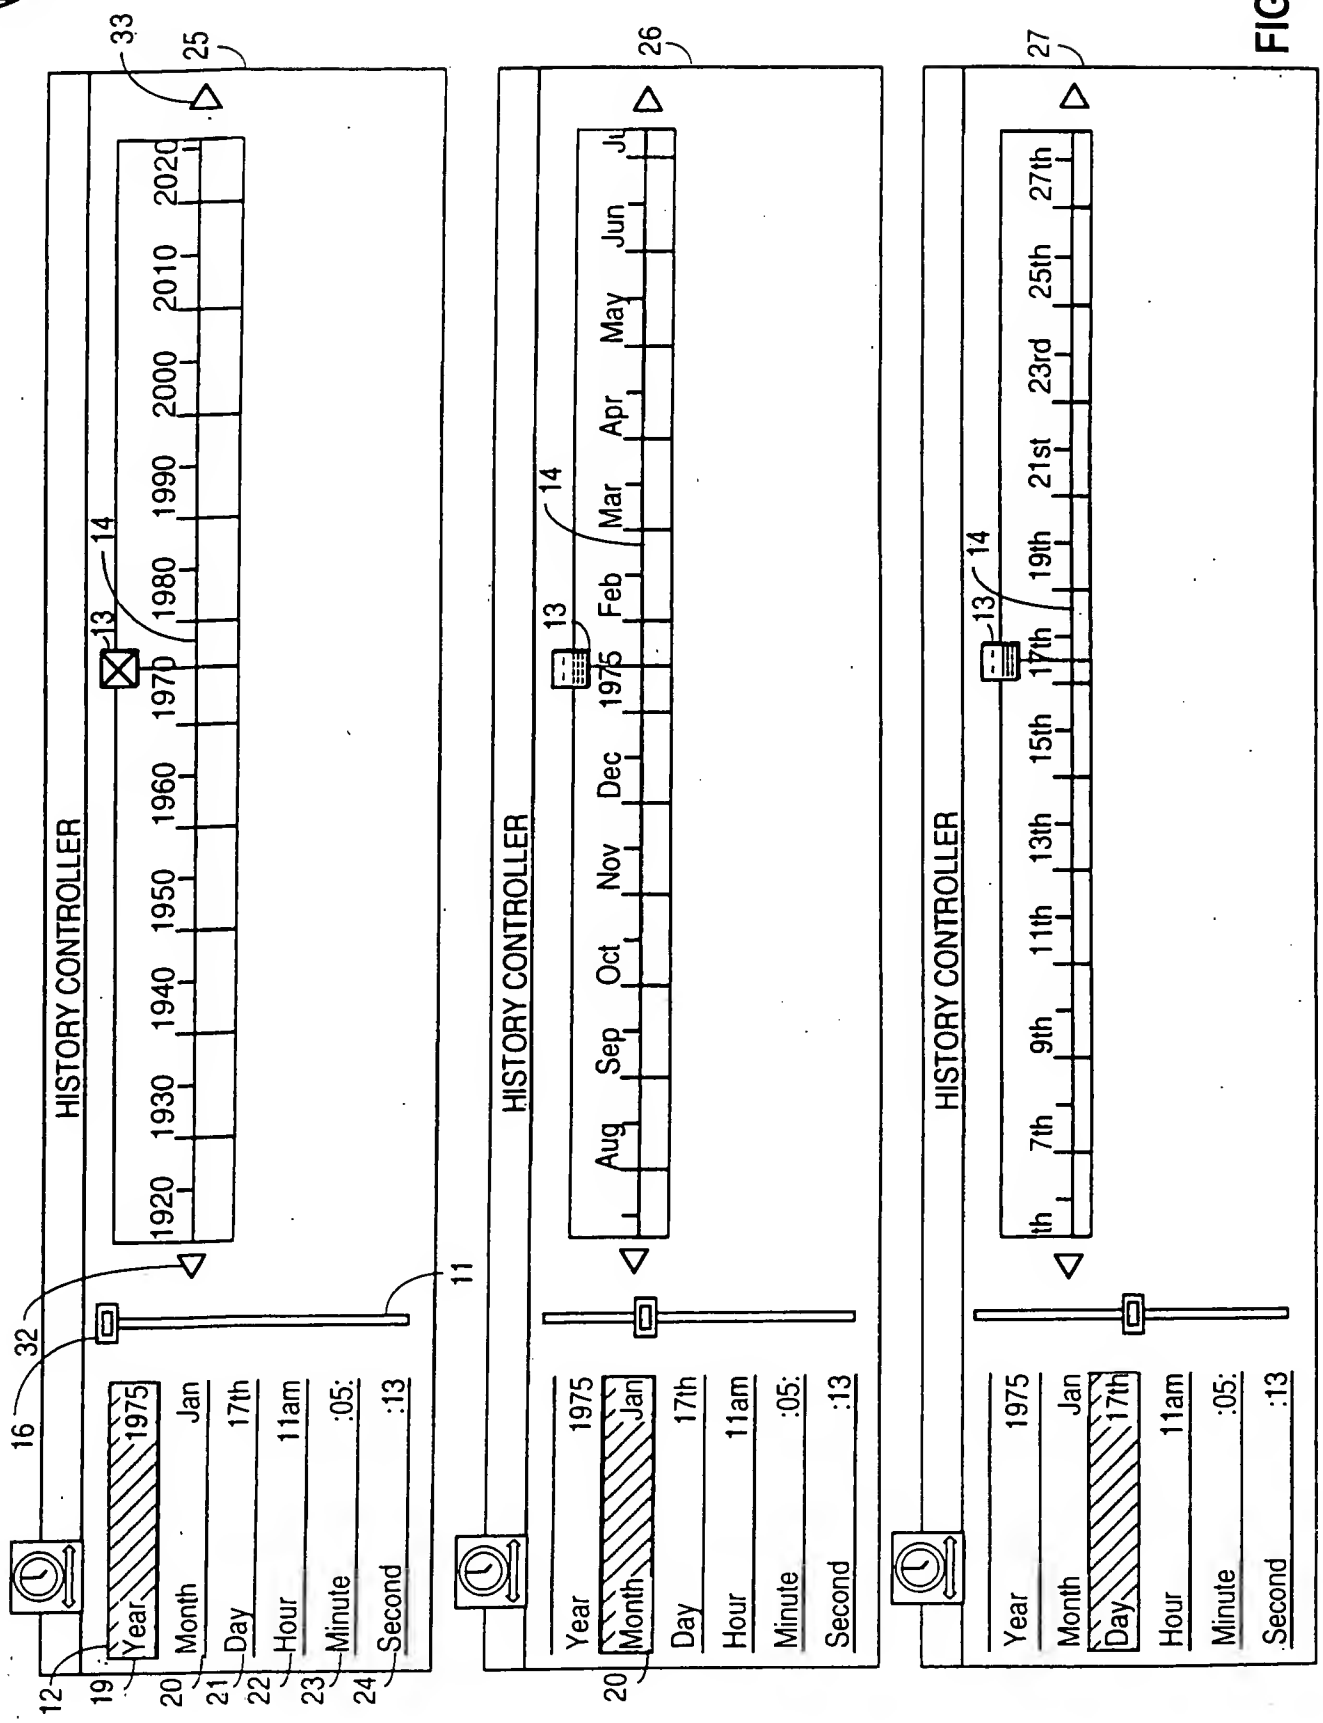 HISTORY CONTROLLER
16
32
33
25
12
19
Year 1975
20
Month Jan
21
Day 17th
22
Hour 11am
23
Minute :05:
24
Second :13
11
13
14
1920 1930 1940 1950 1960 1970 1980 1990 2000 2010 2020
HISTORY CONTROLLER
26
Year 1975
Month Jan
20
Day 17th
Hour 11am
Minute :05:
Second :13
13
14
Aug Sep Oct Nov Dec 1975 Feb Mar Apr May Jun Ju
HISTORY CONTROLLER
27
Year 1975
Month Jan
Day 17th
Hour 11am
Minute :05:
Second :13
13
14
th 7th 9th 11th 13th 15th 17th 19th 21st 23rd 25th 27th
FIG